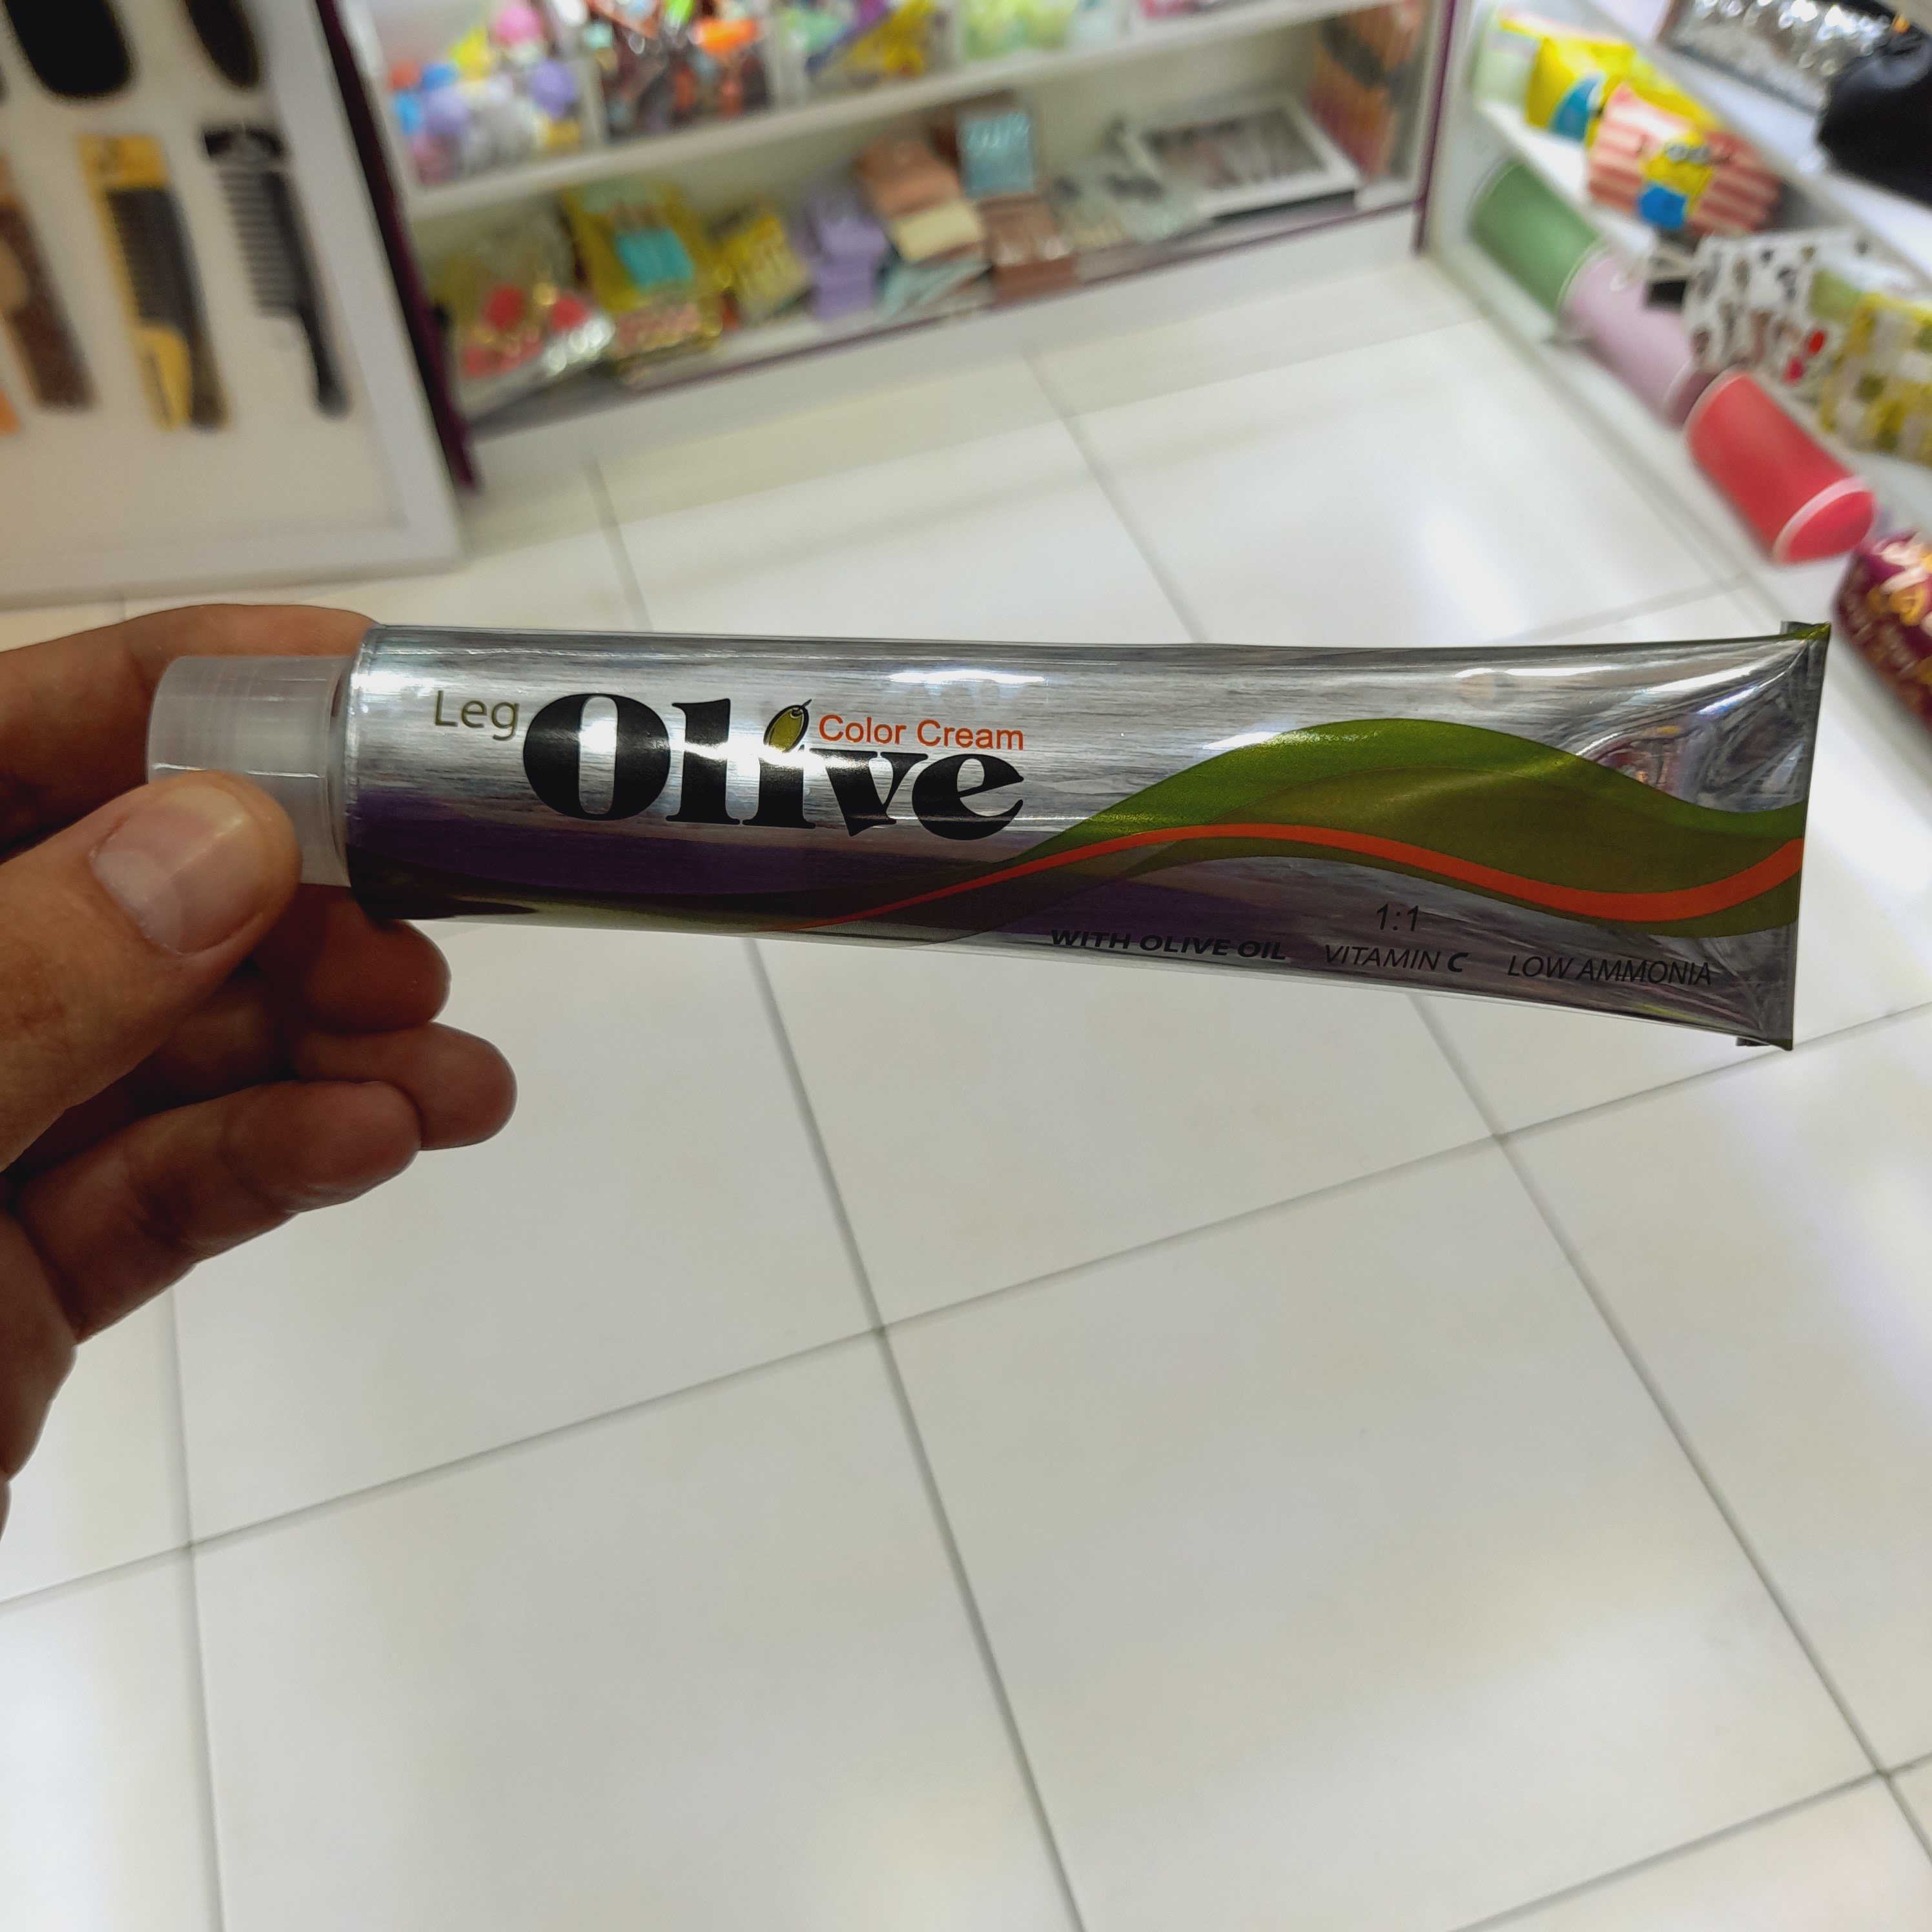 Leg Olive
Color Cream
1:1
WITH OLIVE OIL VITAMIN C LOW AMMONIA